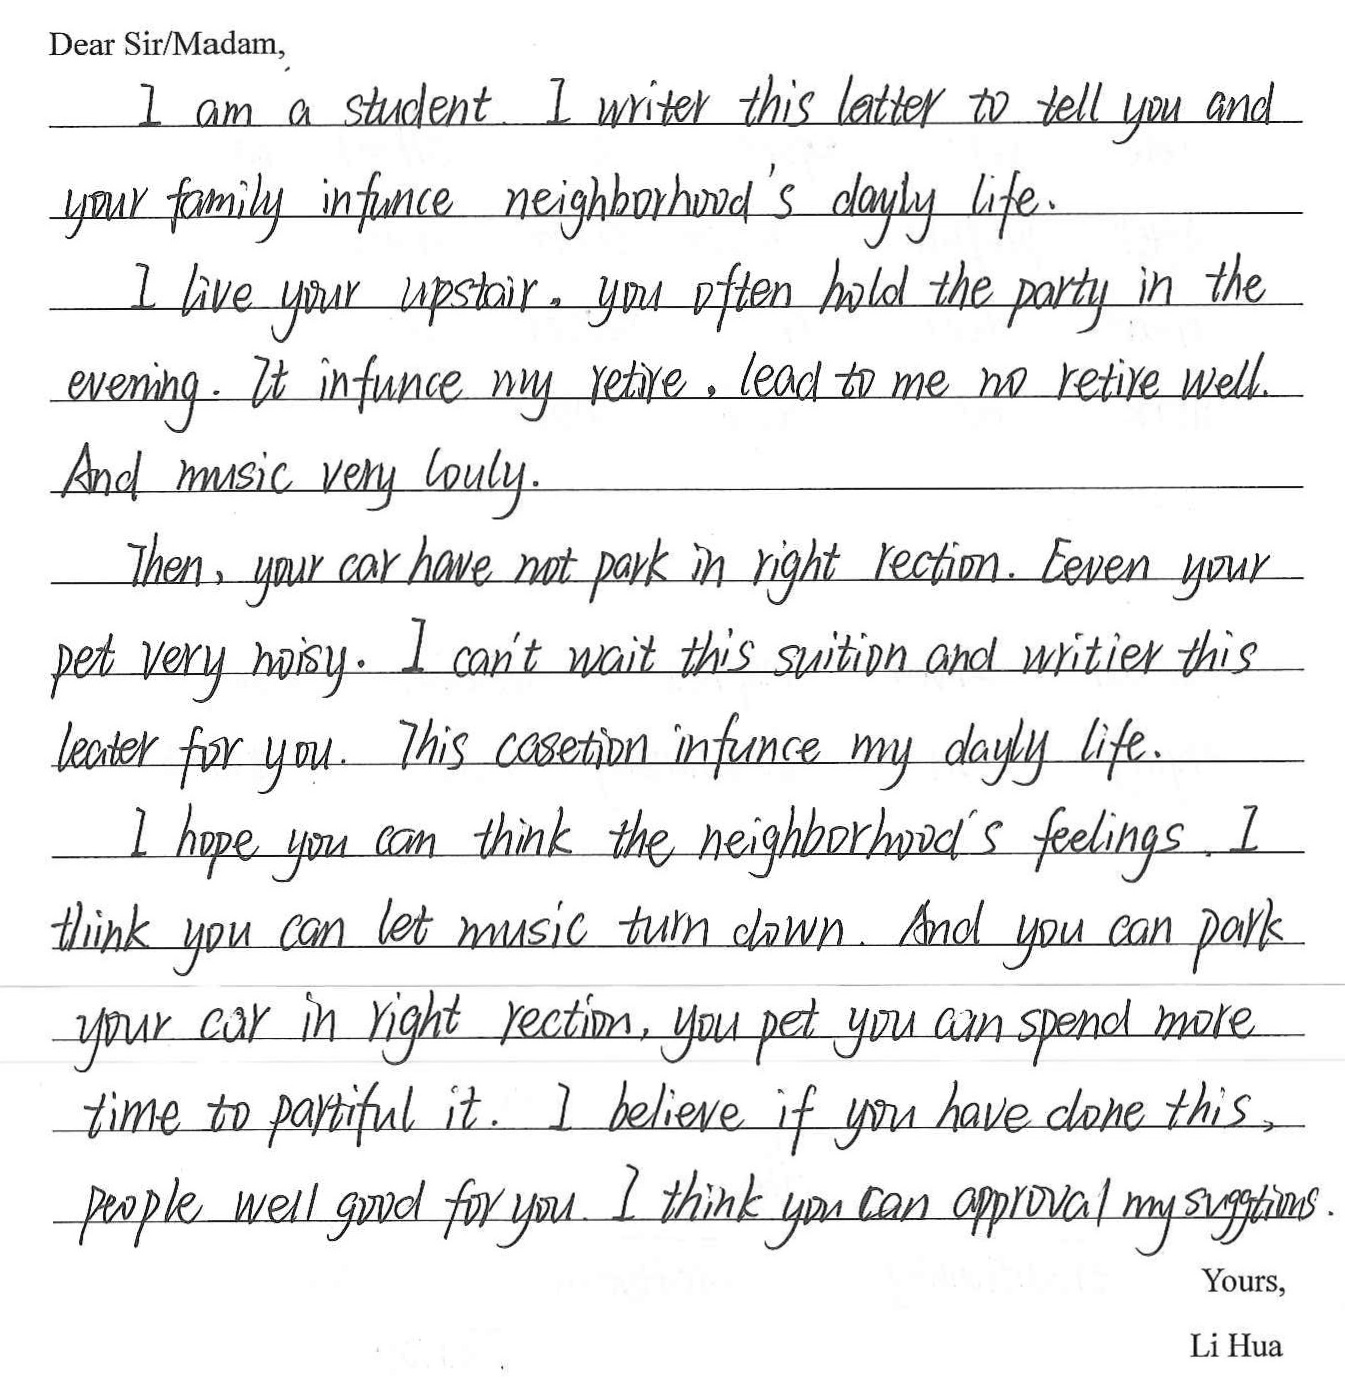 Dear Sir/Madam,
I am a student. I writer this latter to tell you and
your family infunce neighborhood's dayly life.
I live your upstair, you often hold the party in the
evening. It infunce my retire, lead to me no retire well.
And music very louly.
Then, your car have not park in right rection. Eeven your
pet very noisy. I can't wait this suition and writier this
leater for you. This casetion infunce my dayly life.
I hope you can think the neighborhood's feelings. I
think you can let music turn down. And you can park
your car in right rection, you pet you can spend more
time to partiful it. I believe if you have done this,
people well good for you. I think you can approval my suggtions.
Yours,
Li Hua